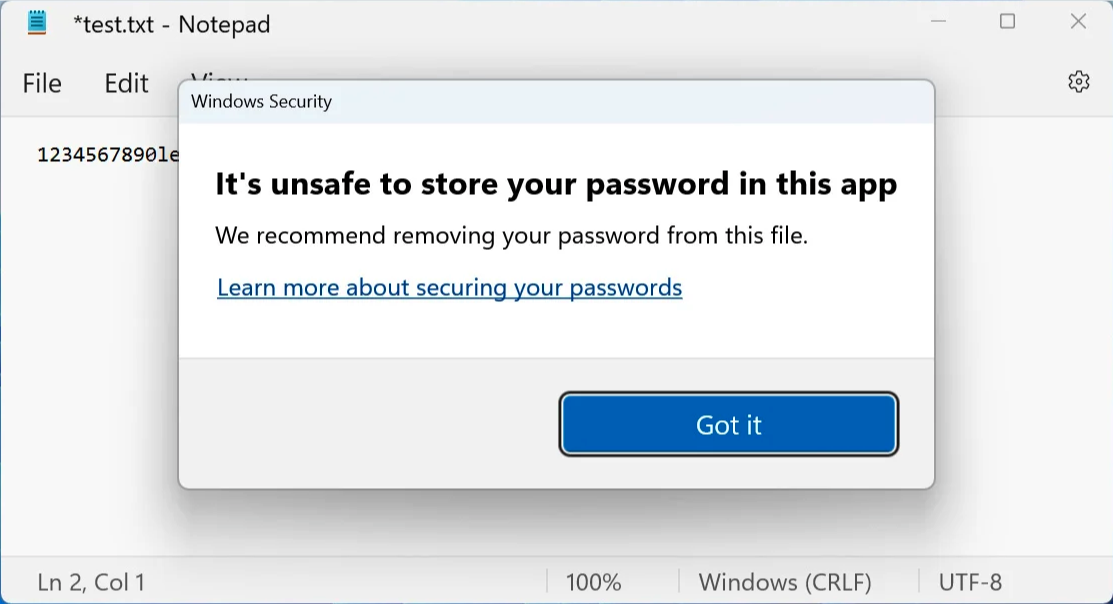 *test.txt - Notepad
File Edit View
Windows Security
1234567890le
It's unsafe to store your password in this app
We recommend removing your password from this file.
Learn more about securing your passwords
Got it
Ln 2, Col 1 100% Windows (CRLF) UTF-8